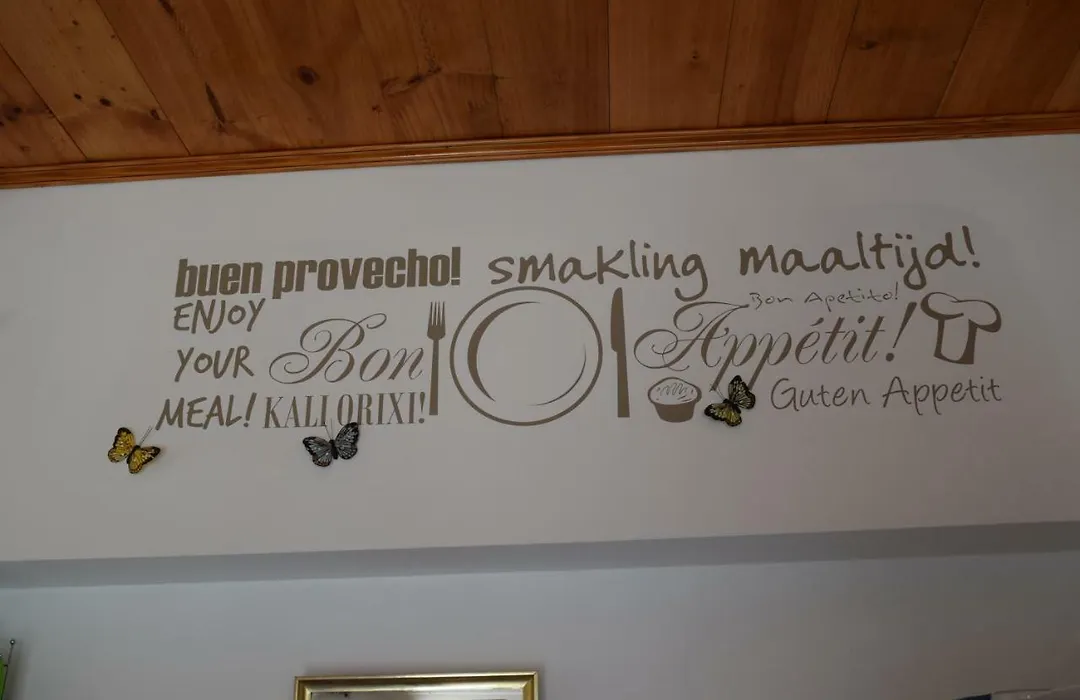 buen provecho! smakling maaltijd!
ENJOY
YOUR
MEAL!
Bon Appétit!
Bon Apetito!
KALI ORIXI!
Guten Appetit